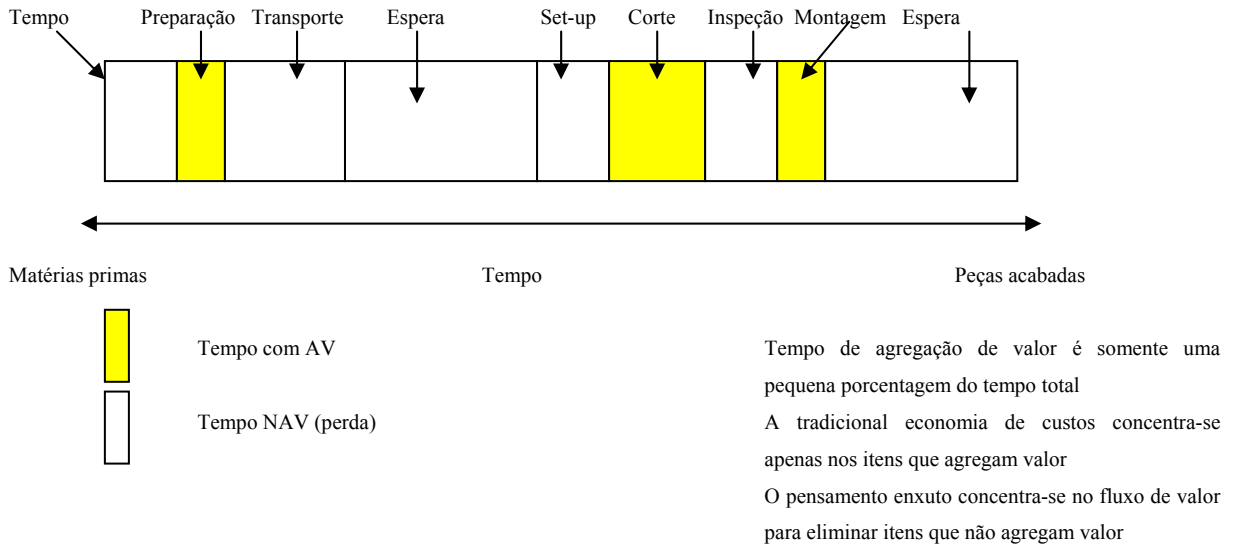 Tempo Preparação Transporte Espera Set-up Corte Inspeção Montagem Espera
Matérias primas Tempo Peças acabadas
Tempo com AV
Tempo NAV (perda)
Tempo de agregação de valor é somente uma
pequena porcentagem do tempo total
A tradicional economia de custos concentra-se
apenas nos itens que agregam valor
O pensamento enxuto concentra-se no fluxo de valor
para eliminar itens que não agregam valor